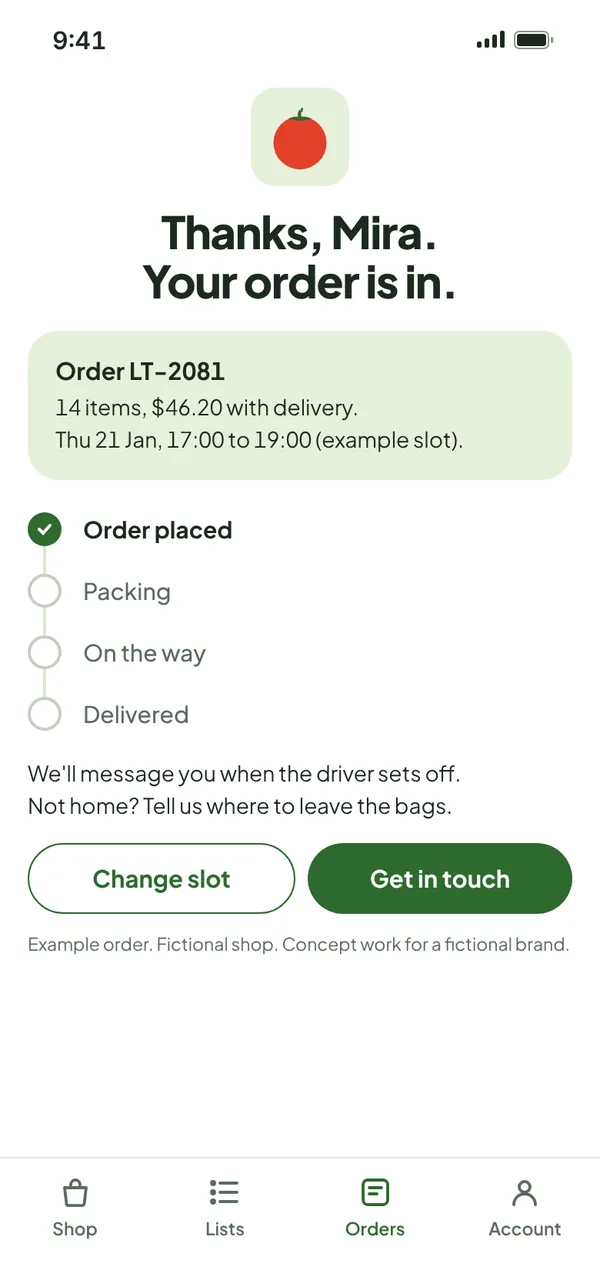 9:41
Thanks, Mira.
Your order is in.
Order LT-2081
14 items, $46.20 with delivery.
Thu 21 Jan, 17:00 to 19:00 (example slot).
Order placed
Packing
On the way
Delivered
We'll message you when the driver sets off.
Not home? Tell us where to leave the bags.
Change slot
Get in touch
Example order. Fictional shop. Concept work for a fictional brand.
Shop
Lists
Orders
Account